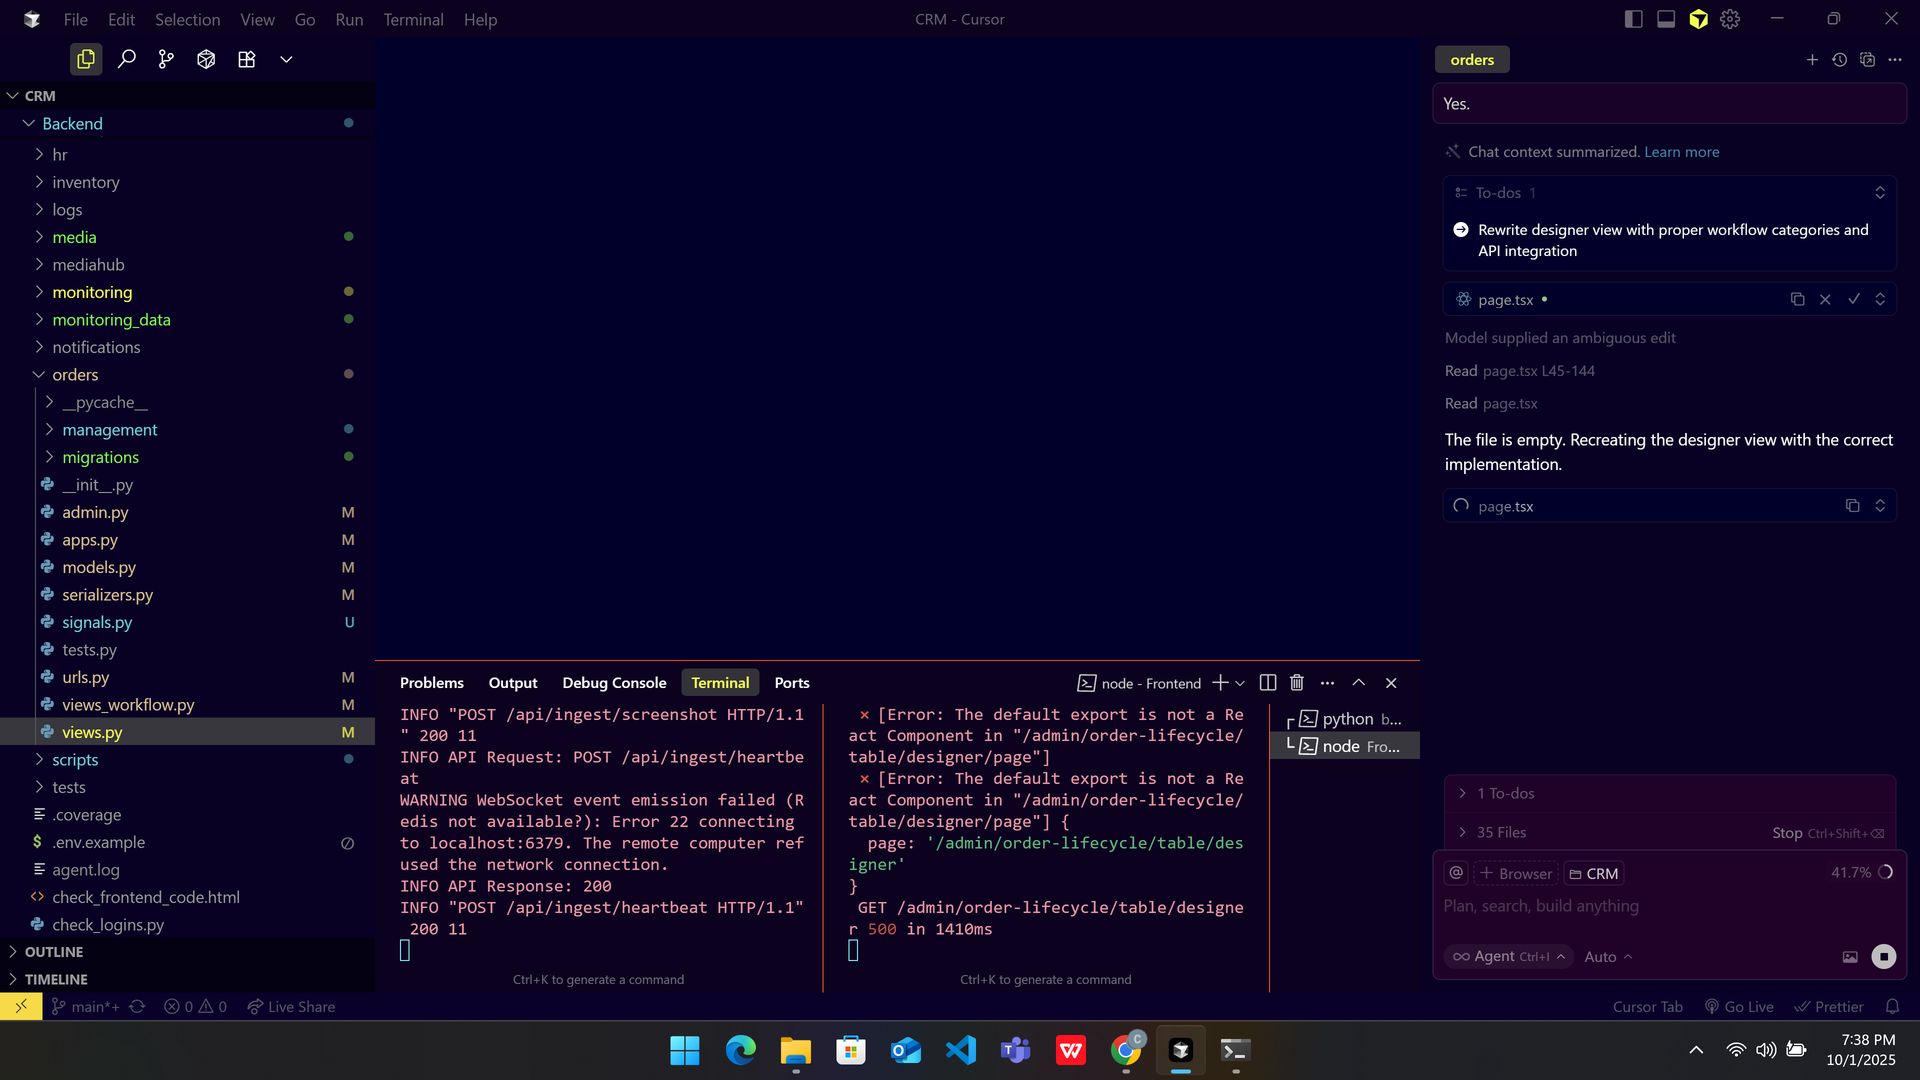 File Edit Selection View Go Run Terminal Help
CRM - Cursor
CRM
Backend
hr
inventory
logs
media
mediahub
monitoring
monitoring_data
notifications
orders
__pycache__
management
migrations
__init__.py
admin.py M
apps.py M
models.py M
serializers.py M
signals.py U
tests.py
urls.py M
views_workflow.py M
views.py M
scripts
tests
.coverage
$ .env.example
agent.log
check_frontend_code.html
check_logins.py
OUTLINE
TIMELINE
Problems Output Debug Console Terminal Ports
node - Frontend
INFO "POST /api/ingest/screenshot HTTP/1.1
" 200 11
INFO API Request: POST /api/ingest/heartbe
at
WARNING WebSocket event emission failed (R
edis not available?): Error 22 connecting
to localhost:6379. The remote computer ref
used the network connection.
INFO API Response: 200
INFO "POST /api/ingest/heartbeat HTTP/1.1"
200 11
Ctrl+K to generate a command
⨯ [Error: The default export is not a Re
act Component in "/admin/order-lifecycle/
table/designer/page"]
⨯ [Error: The default export is not a Re
act Component in "/admin/order-lifecycle/
table/designer/page"] {
page: '/admin/order-lifecycle/table/des
igner'
}
GET /admin/order-lifecycle/table/designe
r 500 in 1410ms
Ctrl+K to generate a command
python b...
node Fro...
orders
Yes.
Chat context summarized. Learn more
To-dos 1
Rewrite designer view with proper workflow categories and
API integration
page.tsx
Model supplied an ambiguous edit
Read page.tsx L45-144
Read page.tsx
The file is empty. Recreating the designer view with the correct
implementation.
page.tsx
1 To-dos
35 Files Stop Ctrl+Shift+⌫
@ + Browser CRM 41.7%
Plan, search, build anything
Agent Ctrl+I Auto
main*+ 0 0 Live Share
Cursor Tab Go Live Prettier
C
7:38 PM
10/1/2025